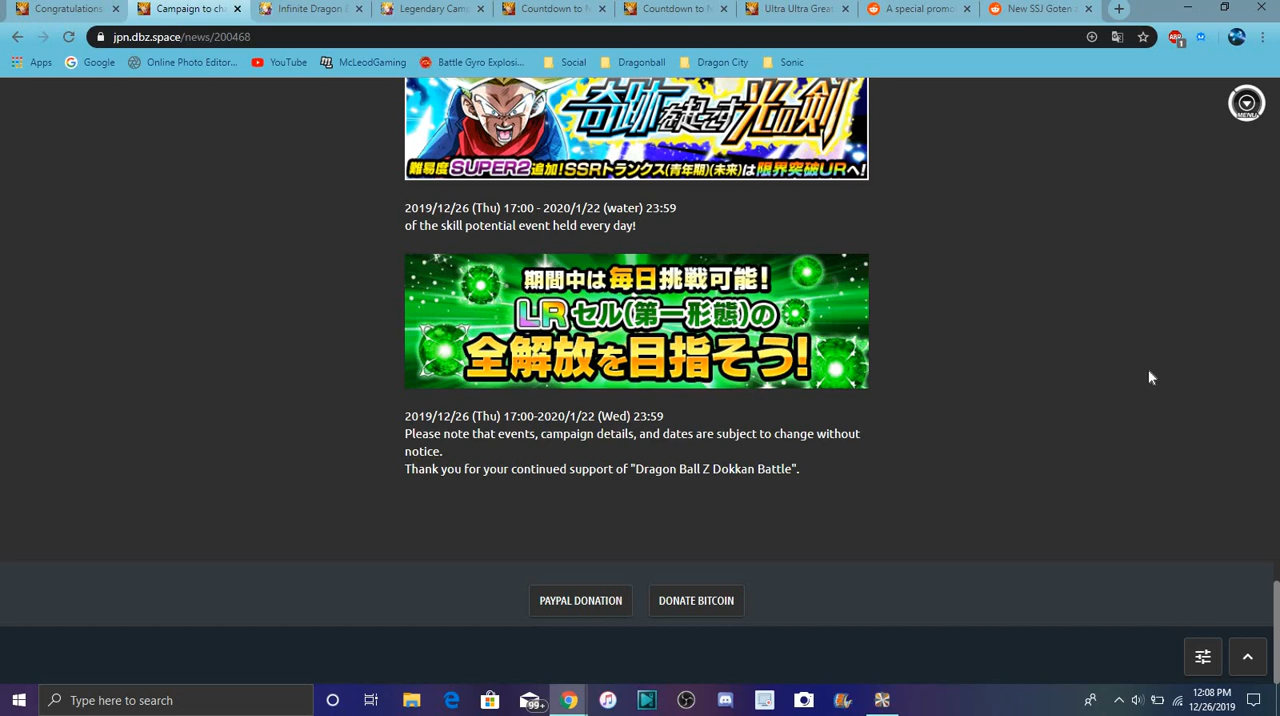 Congratulations
Campaign to cha
Infinite Dragon B
Legendary Cam
Countdown to N
Countdown to N
Ultra Ultra Great
A special promo
New SSJ Goten a
jpn.dbz.space/news/200468
Apps
Google
Online Photo Editor...
YouTube
McLeodGaming
Battle Gyro Explosi...
Social
Dragonball
Dragon City
Sonic
MENU
奇跡を起こす光の剣
難易度SUPER2追加!SSRトランクス(青年期)(未来)は限界突破URへ!
2019/12/26 (Thu) 17:00 - 2020/1/22 (water) 23:59
of the skill potential event held every day!
期間中は毎日挑戦可能!
LRセル(第一形態)の
全解放を目指そう!
2019/12/26 (Thu) 17:00-2020/1/22 (Wed) 23:59
Please note that events, campaign details, and dates are subject to change without
notice.
Thank you for your continued support of "Dragon Ball Z Dokkan Battle".
PAYPAL DONATION
DONATE BITCOIN
Type here to search
99+
12:08 PM
12/26/2019